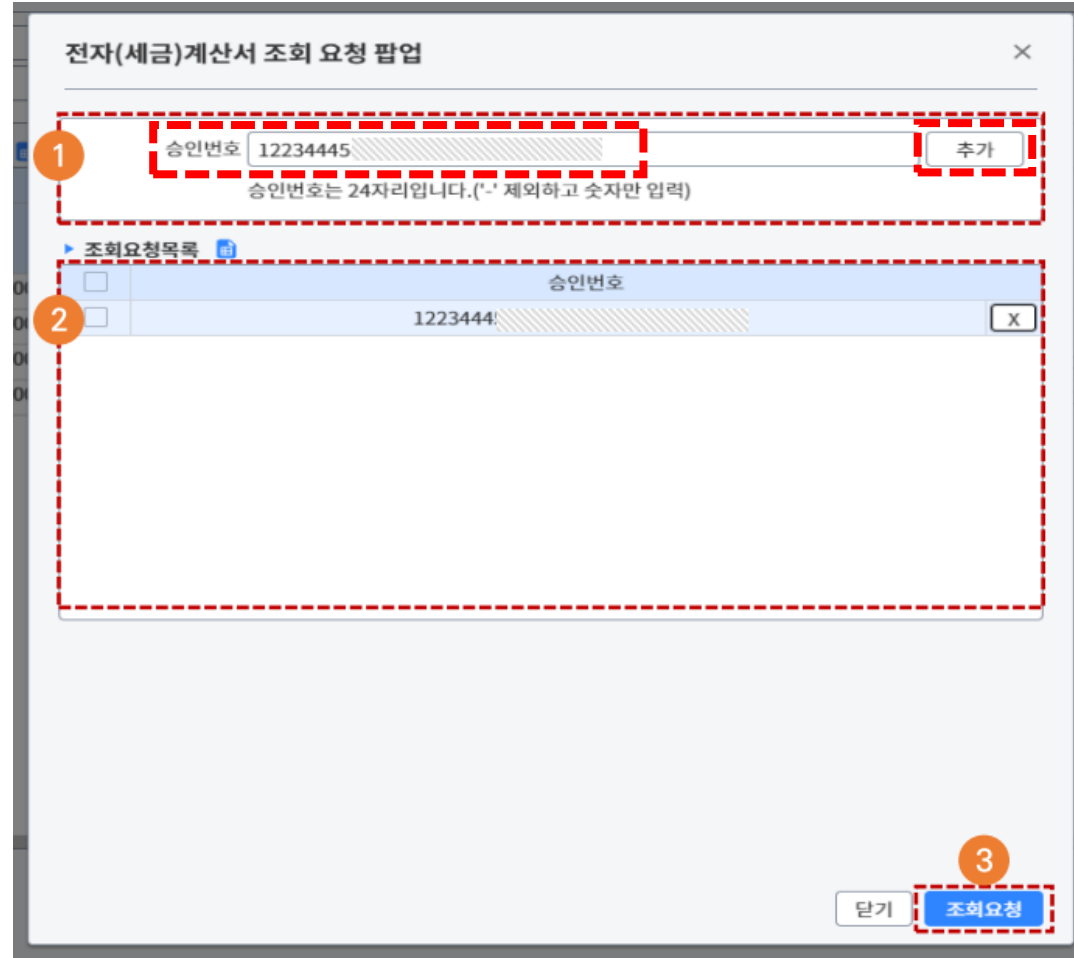 전자(세금)계산서 조회 요청 팝업 ×
1
승인번호 12234445 추가
승인번호는 24자리입니다.('-' 제외하고 숫자만 입력)
조회요청목록
승인번호
2 1223444 X
3
닫기 조회요청